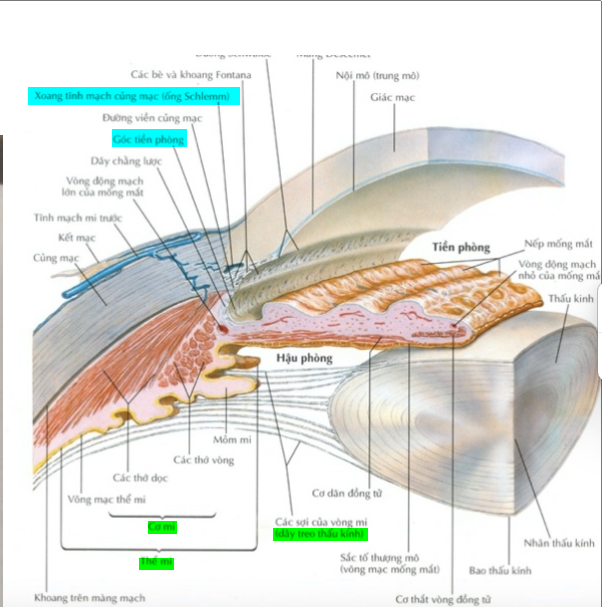 Các bè và khoang Fontana
Nội mô (trung mô)
Xoang tĩnh mạch củng mạc (ống Schlemm)
Giác mạc
Đường viền củng mạc
Góc tiền phòng
Dây chằng lược
Vòng động mạch
lớn của mống mắt
Tĩnh mạch mi trước
Kết mạc
Củng mạc
Tiền phòng
Nếp mống mắt
Vòng động mạch
nhỏ của mống mắ
Thấu kính
Hậu phòng
Mỏm mi
Các thớ vòng
Các thớ dọc
Võng mạc thể mi
Cơ mi
Thể mi
Cơ dãn đồng tử
Các sợi của vòng mi
(dây treo thấu kính)
Sắc tố thượng mô
(võng mạc mống mắt)
Nhân thấu kính
Bao thấu kính
Khoang trên màng mạch
Cơ thắt vòng đồng tử